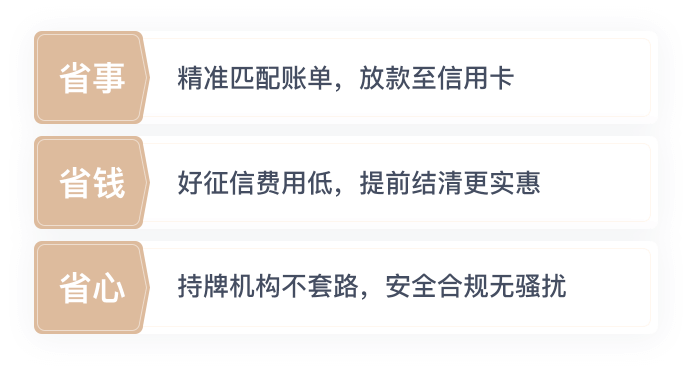 省事
精准匹配账单，放款至信用卡
省钱
好征信费用低，提前结清更实惠
省心
持牌机构不套路，安全合规无骚扰